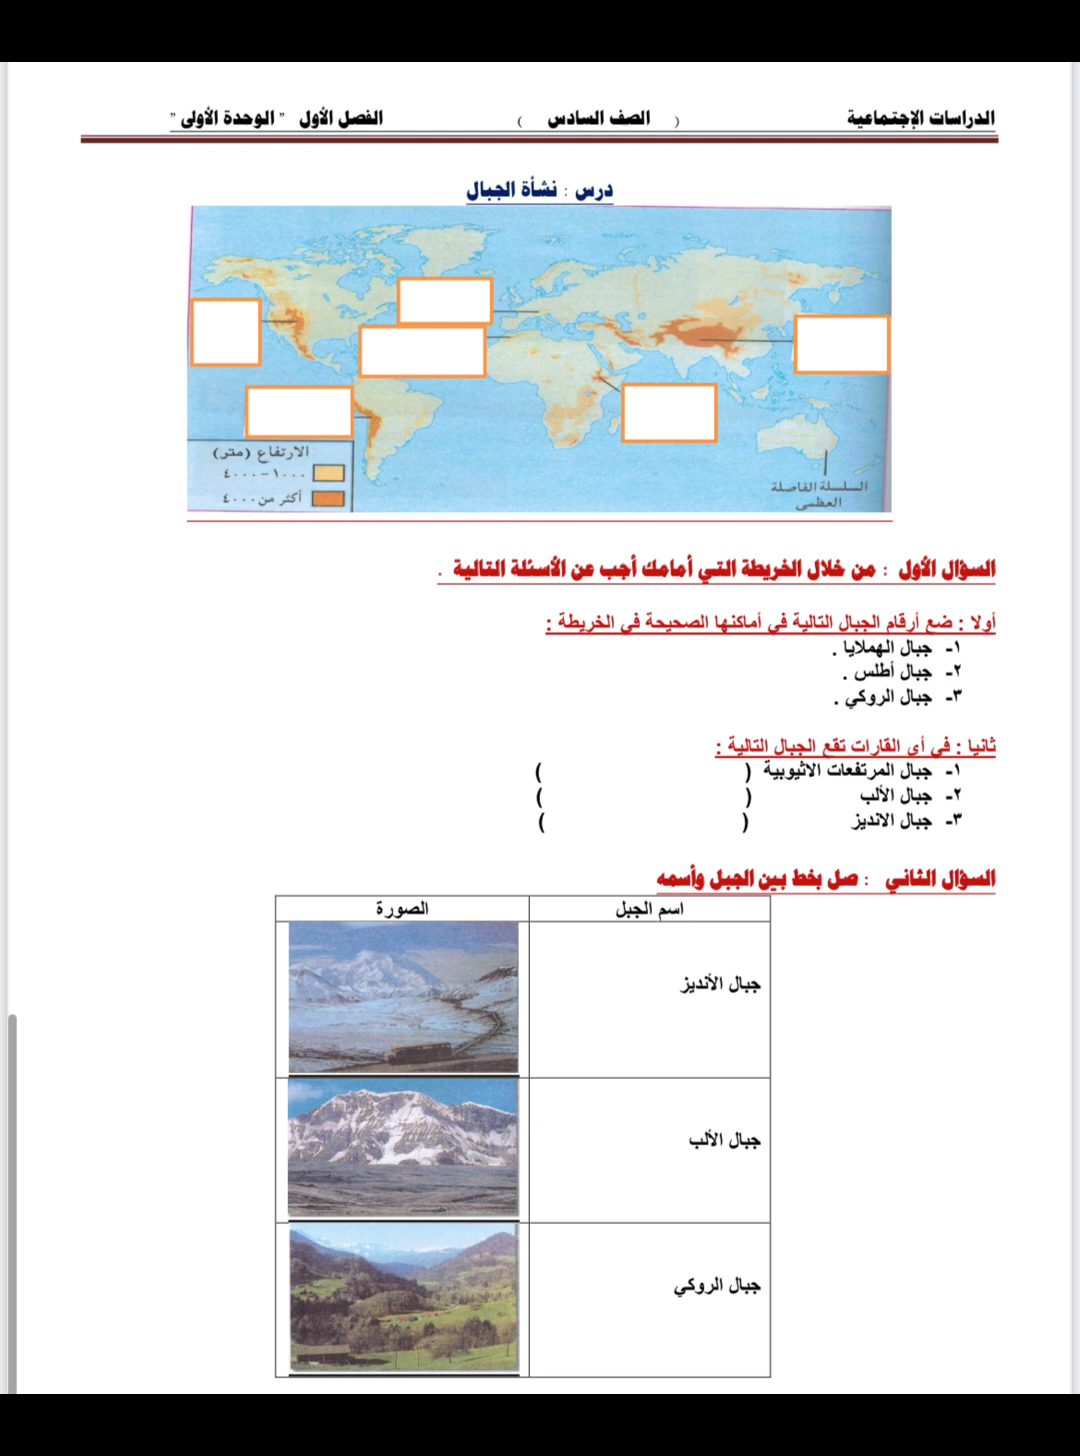 الدراسات الإجتماعية ( الصف السادس ) الفصل الأول " الوحدة الأولى "
درس : نشأة الجبال
الارتفاع (متر)
١٠٠٠-٤٠٠٠
أكثر من ٤٠٠٠
السلسلة الفاصلة
العظمى
السؤال الأول : من خلال الخريطة التي أمامك أجب عن الأسئلة التالية .
أولا : ضع أرقام الجبال التالية في أماكنها الصحيحة في الخريطة :
١- جبال الهملايا .
٢- جبال أطلس .
٣- جبال الروكي .
ثانيا : في أي القارات تقع الجبال التالية :
١- جبال المرتفعات الاثيوبية ( )
٢- جبال الألب ( )
٣- جبال الانديز ( )
السؤال الثاني : صل بخط بين الجبل وأسمه
اسم الجبل الصورة
جبال الأنديز
جبال الألب
جبال الروكي